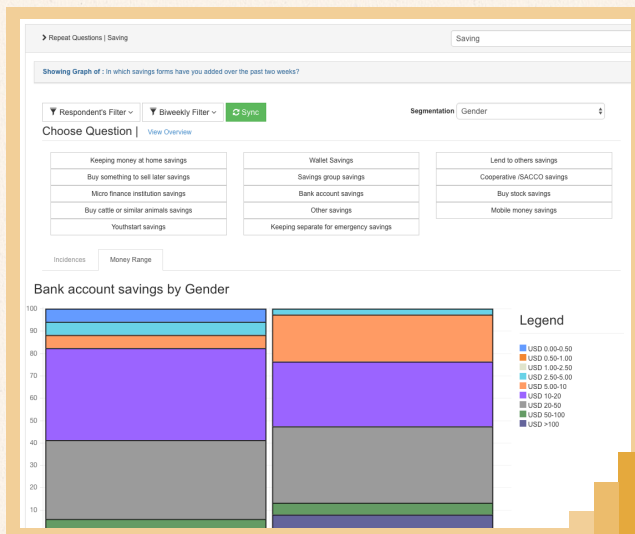 Repeat Questions | Saving
Saving
Showing Graph of : In which savings forms have you added over the past two weeks?
Respondent's Filter
Biweekly Filter
Sync
Segmentation
Gender
Choose Question |
View Overview
Keeping money at home savings
Wallet Savings
Lend to others savings
Buy something to sell later savings
Savings group savings
Cooperative /SACCO savings
Micro finance institution savings
Bank account savings
Buy stock savings
Buy cattle or similar animals savings
Other savings
Mobile money savings
Youthstart savings
Keeping separate for emergency savings
Incidences
Money Range
Bank account savings by Gender
100
90
80
70
60
50
40
30
20
10
Legend
USD 0.00-0.50
USD 0.50-1.00
USD 1.00-2.50
USD 2.50-5.00
USD 5.00-10
USD 10-20
USD 20-50
USD 50-100
USD >100